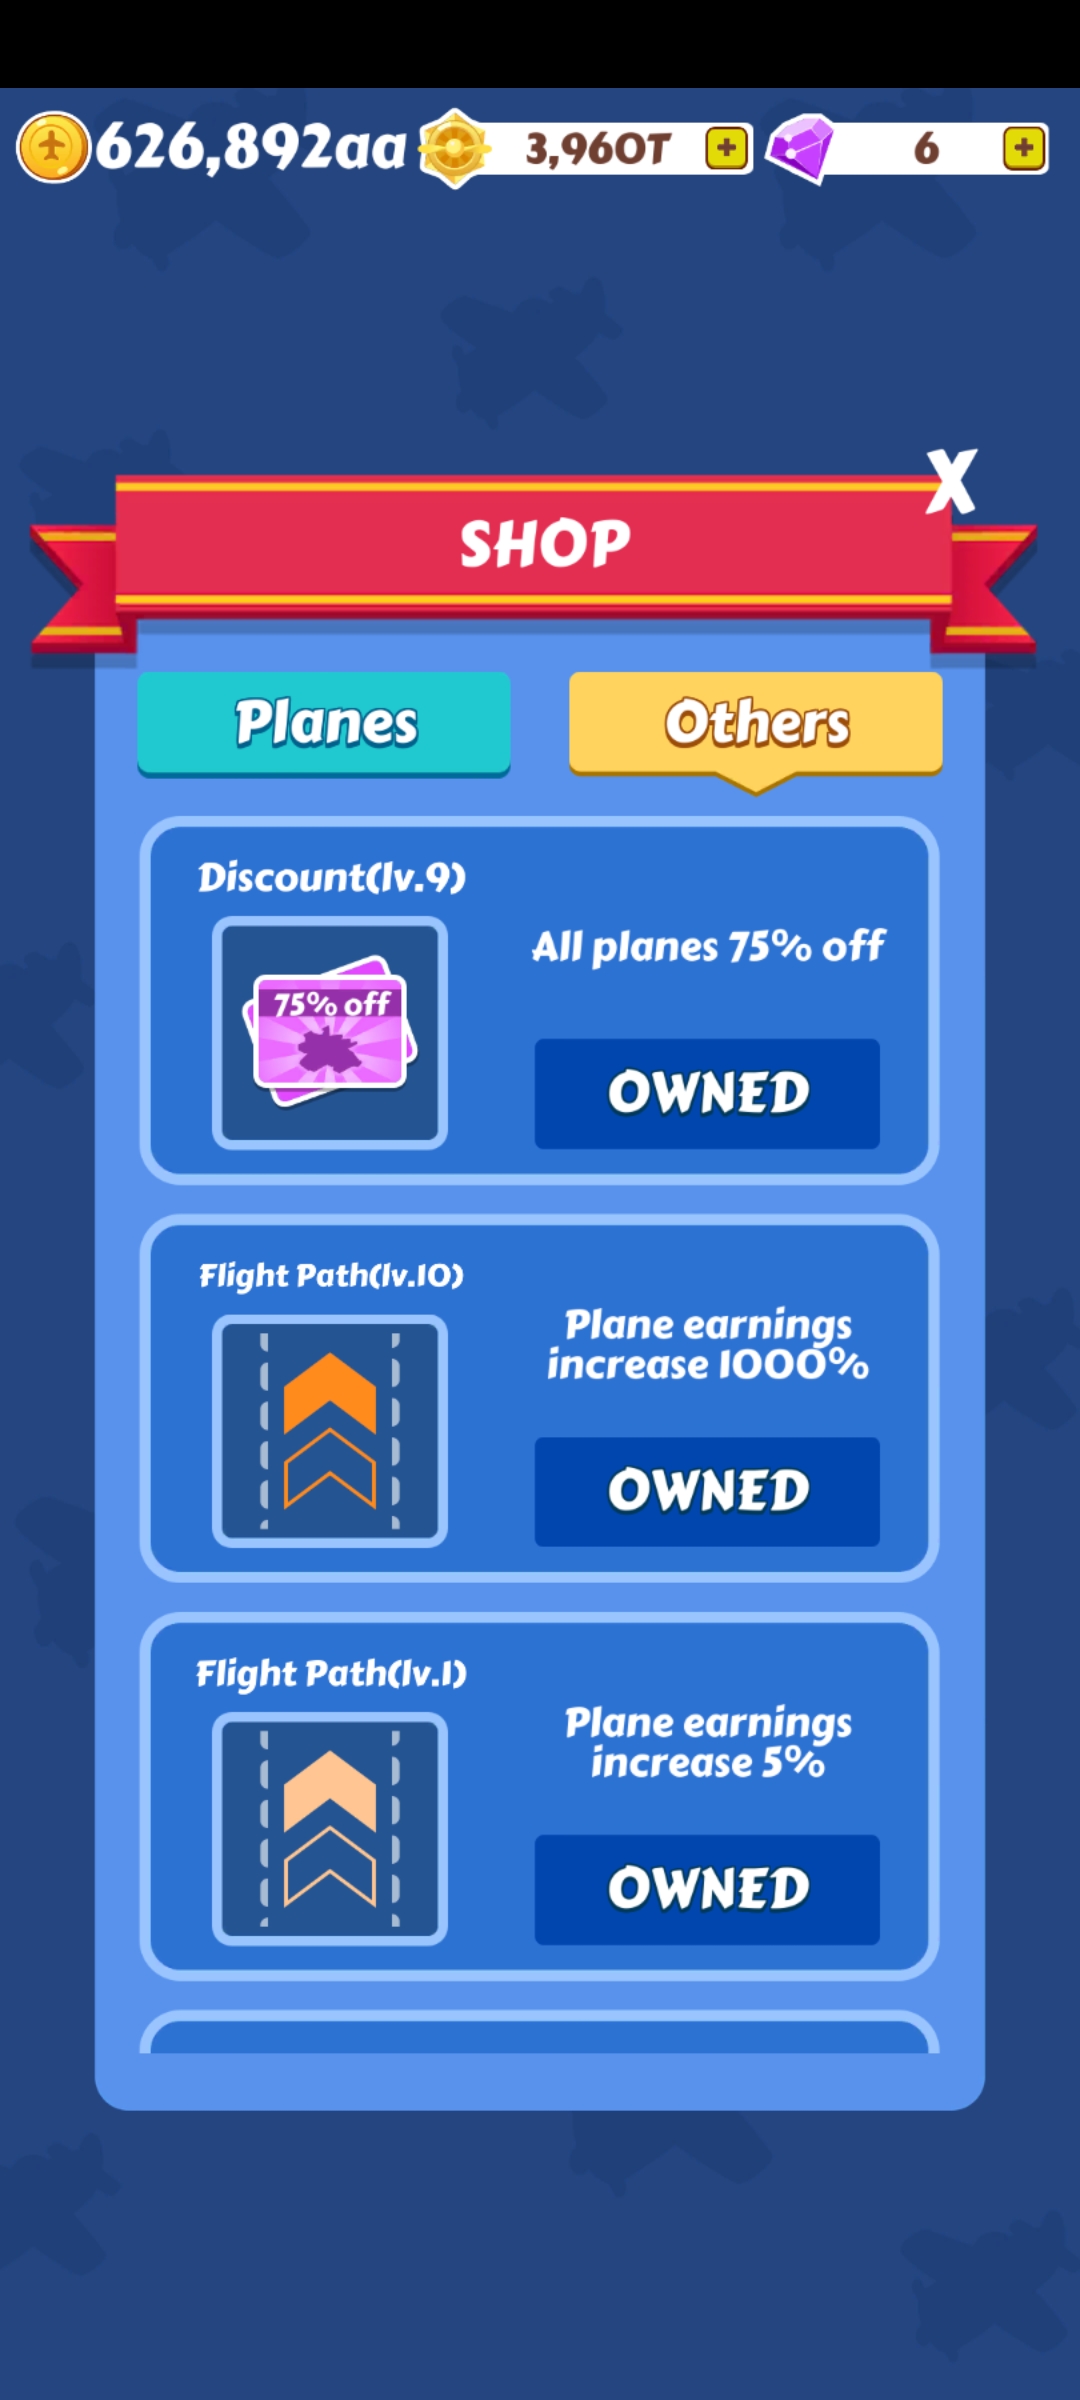 626,892aa 3,960T + 6 +
X
SHOP
Planes Others
Discount(lv.9)
All planes 75% off
75% off
OWNED
Flight Path(lv.10)
Plane earnings
increase 1000%
OWNED
Flight Path(lv.1)
Plane earnings
increase 5%
OWNED